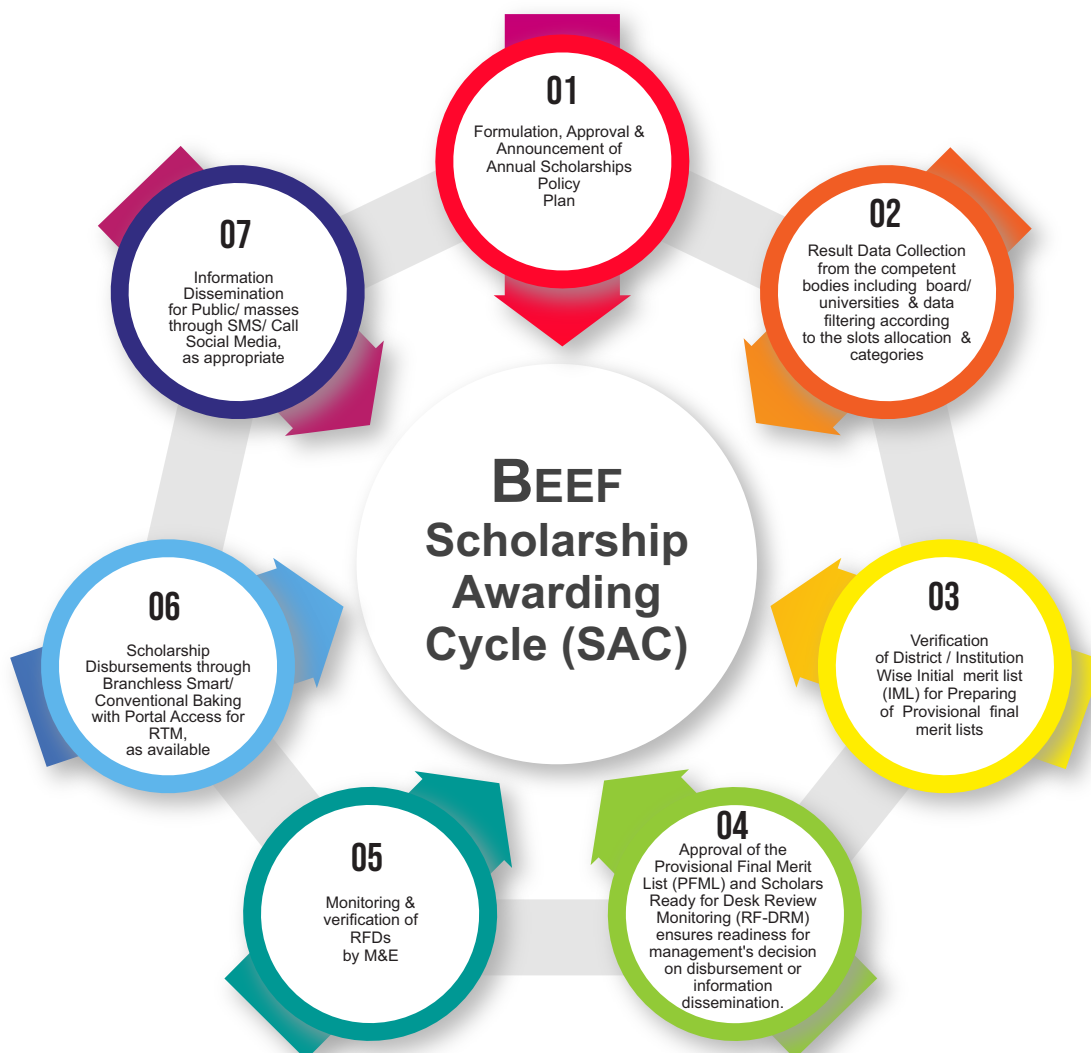 BEEF
Scholarship
Awarding
Cycle (SAC)
01
Formulation, Approval &
Announcement of
Annual Scholarships
Policy
Plan
02
Result Data Collection
from the competent
bodies including board/
universities & data
filtering according
to the slots allocation &
categories
03
Verification
of District / Institution
Wise Initial merit list
(IML) for Preparing
of Provisional final
merit lists
04
Approval of the
Provisional Final Merit
List (PFML) and Scholars
Ready for Desk Review
Monitoring (RF-DRM)
ensures readiness for
management's decision
on disbursement or
information
dissemination.
05
Monitoring &
verification of
RFDs
by M&E
06
Scholarship
Disbursements through
Branchless Smart/
Conventional Baking
with Portal Access for
RTM,
as available
07
Information
Dissemination
for Public/ masses
through SMS/ Call
Social Media,
as appropriate